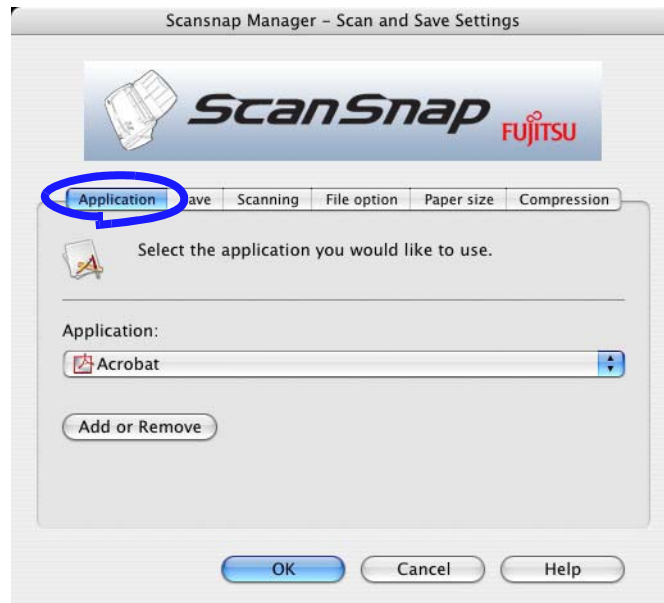 Scansnap Manager – Scan and Save Settings
ScanSnap FUJITSU
Application ave Scanning File option Paper size Compression
Select the application you would like to use.
Application:
Acrobat
Add or Remove
OK Cancel Help